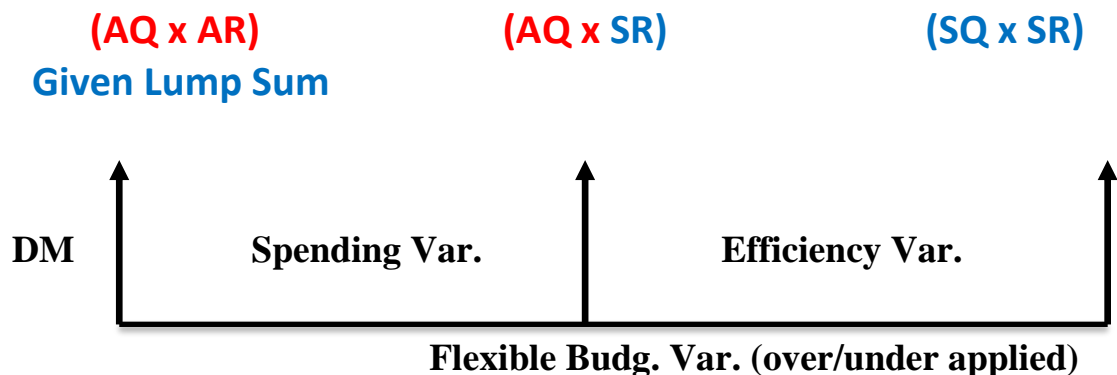 (AQ x AR) (AQ x SR) (SQ x SR)
Given Lump Sum
DM Spending Var. Efficiency Var.
Flexible Budg. Var. (over/under applied)